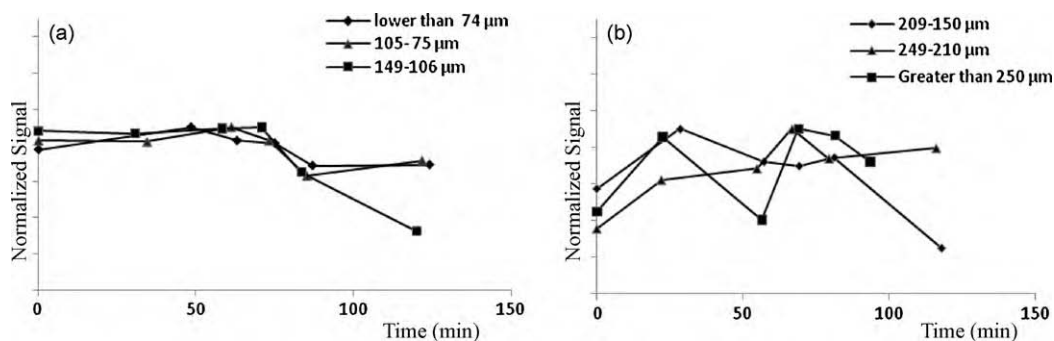 (a)
lower than 74 µm
105- 75 µm
149-106 µm
Normalized Signal
0
50
100
150
Time (min)
(b)
209-150 µm
249-210 µm
Greater than 250 µm
Normalized Signal
0
50
100
150
Time (min)